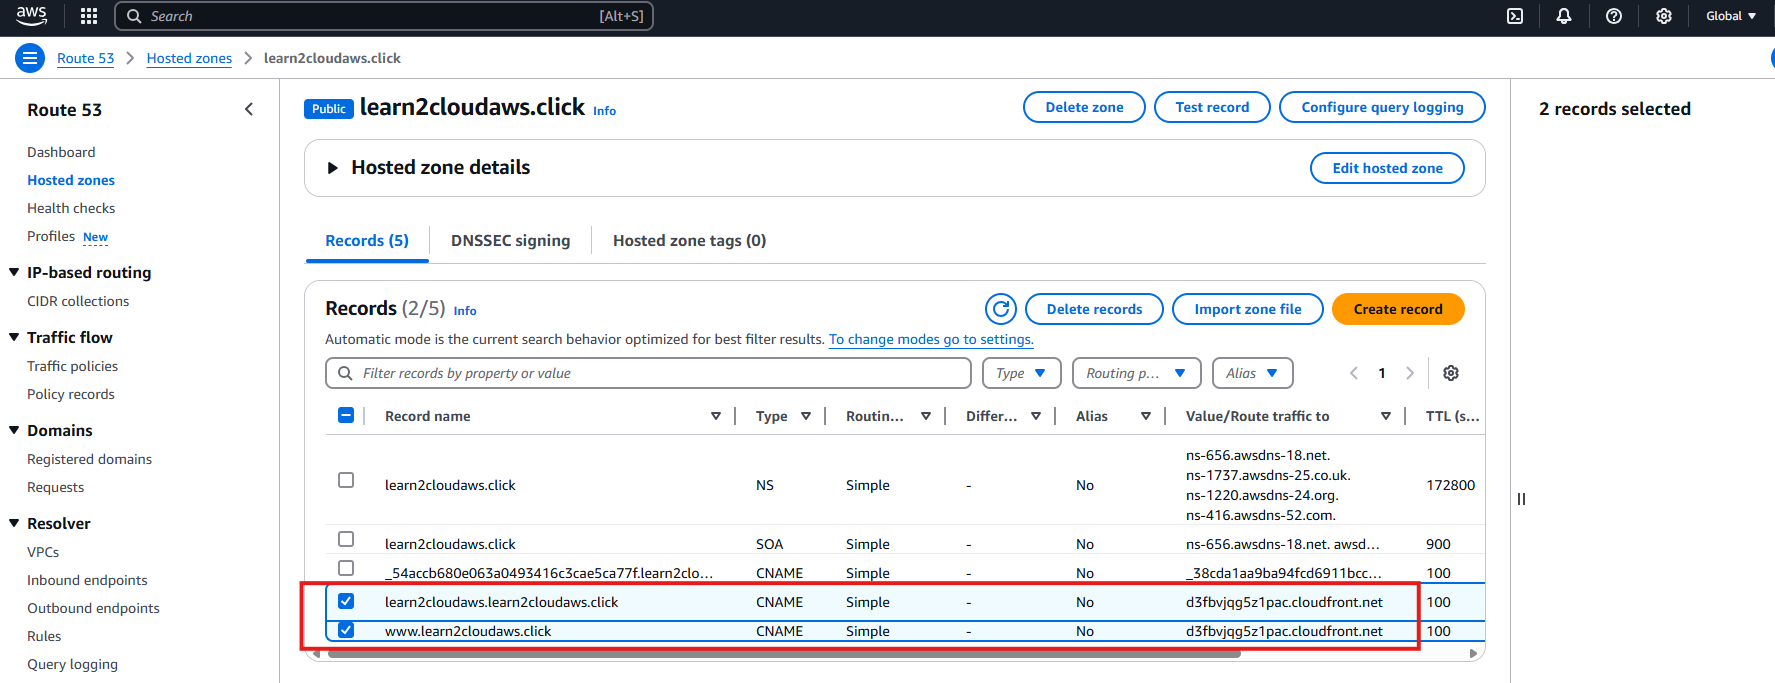 aws
Search [Alt+S]
Global
Route 53 Hosted zones learn2cloudaws.click
Route 53
Dashboard
Hosted zones
Health checks
Profiles New
IP-based routing
CIDR collections
Traffic flow
Traffic policies
Policy records
Domains
Registered domains
Requests
Resolver
VPCs
Inbound endpoints
Outbound endpoints
Rules
Query logging
Public learn2cloudaws.click Info
Delete zone Test record Configure query logging
Hosted zone details
Edit hosted zone
Records (5) DNSSEC signing Hosted zone tags (0)
Records (2/5) Info
Delete records Import zone file Create record
Automatic mode is the current search behavior optimized for best filter results. To change modes go to settings.
Filter records by property or value Type Routing p... Alias 1
Record name Type Routin... Differ... Alias Value/Route traffic to TTL (s...
learn2cloudaws.click NS Simple - No ns-656.awsdns-18.net. 172800
ns-1737.awsdns-25.co.uk.
ns-1220.awsdns-24.org.
ns-416.awsdns-52.com.
learn2cloudaws.click SOA Simple - No ns-656.awsdns-18.net. awsd... 900
_54accb680e063a0493416c3cae5ca77f.learn2clo... CNAME Simple - No _38cda1aa9ba94fcd6911bcc... 100
learn2cloudaws.learn2cloudaws.click CNAME Simple - No d3fbvjqg5z1pac.cloudfront.net 100
www.learn2cloudaws.click CNAME Simple - No d3fbvjqg5z1pac.cloudfront.net 100
2 records selected